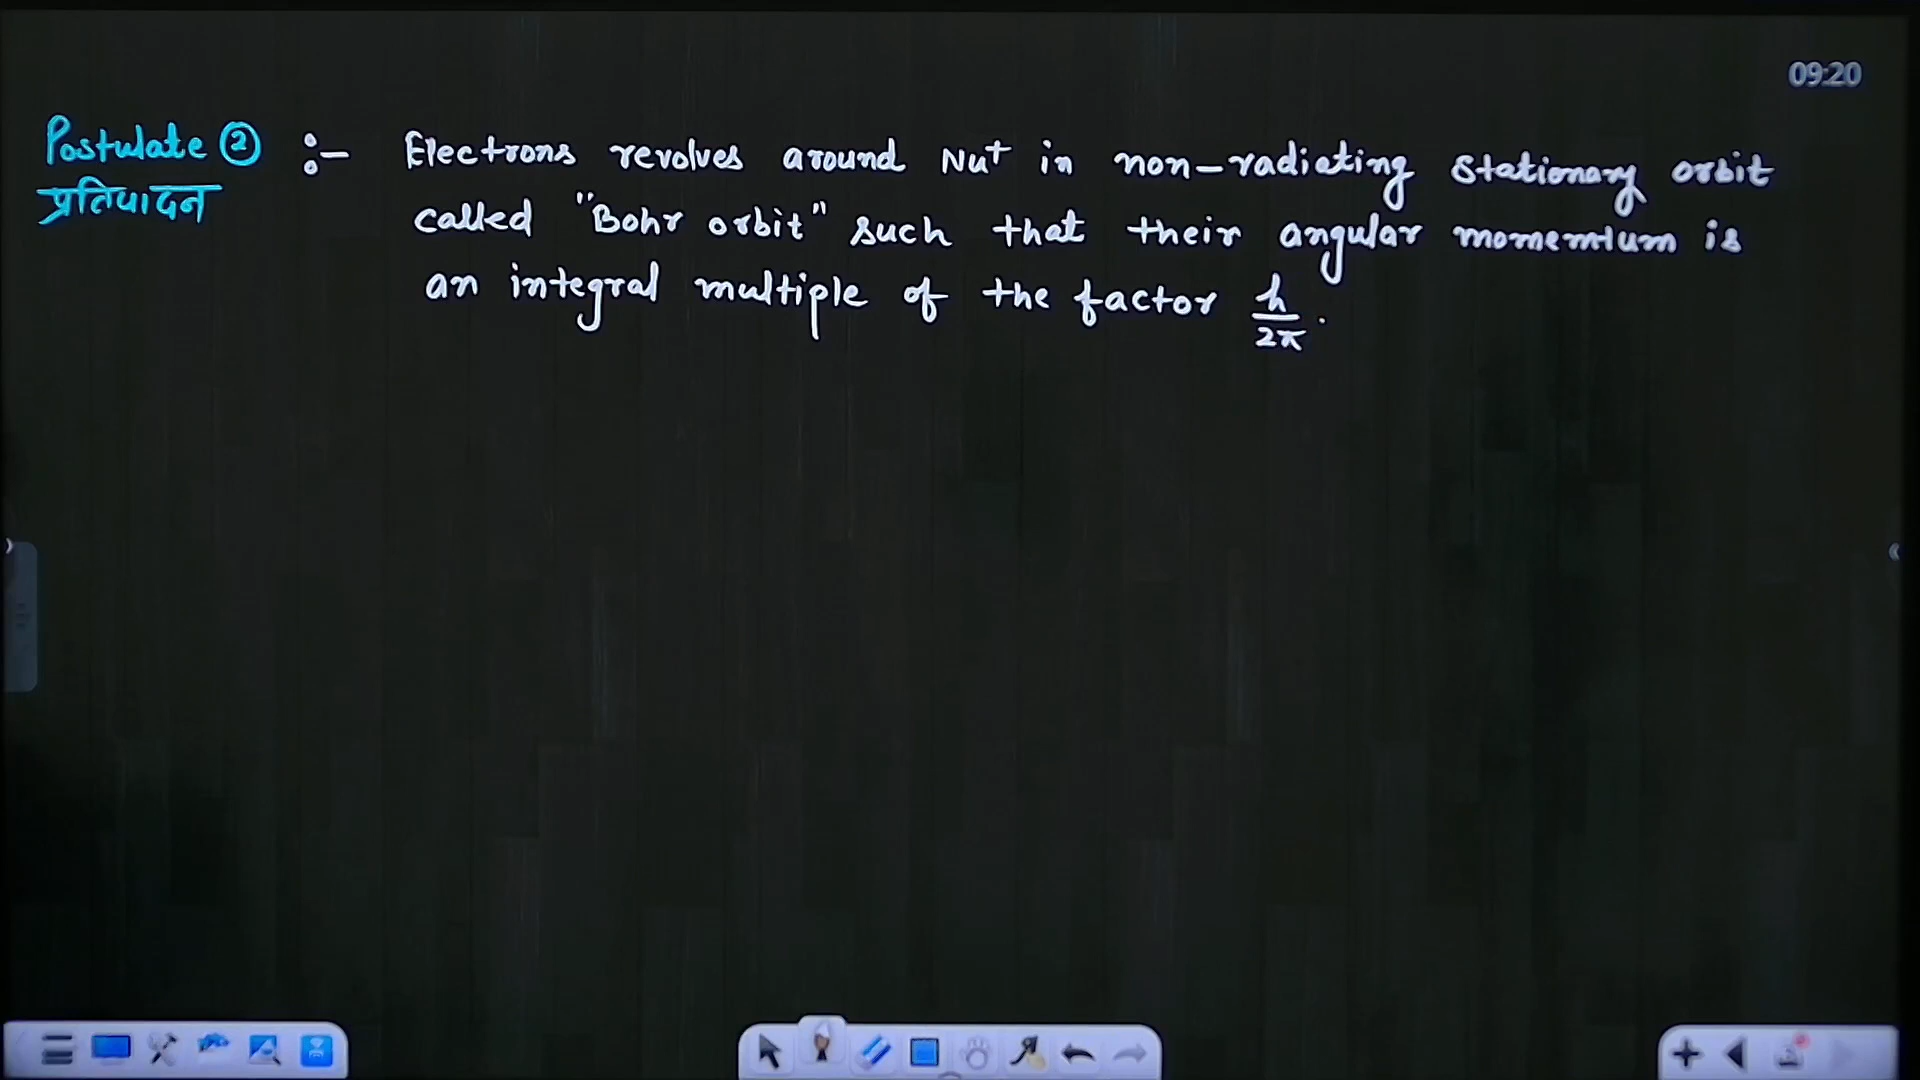 09:20
Postulate ② :- Electrons revolves around Nu⁺ in non-radiating stationary orbit
प्रतिपादन called "Bohr orbit" such that their angular momentum is
an integral multiple of the factor h/2π.